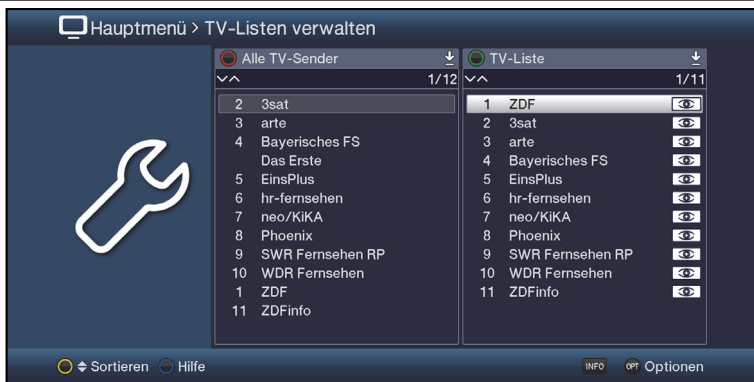 Hauptmenü > TV-Listen verwalten
Alle TV-Sender
1/12
2 3sat
3 arte
4 Bayerisches FS
Das Erste
5 EinsPlus
6 hr-fernsehen
7 neo/KiKA
8 Phoenix
9 SWR Fernsehen RP
10 WDR Fernsehen
1 ZDF
11 ZDFinfo
TV-Liste
1/11
1 ZDF
2 3sat
3 arte
4 Bayerisches FS
5 EinsPlus
6 hr-fernsehen
7 neo/KiKA
8 Phoenix
9 SWR Fernsehen RP
10 WDR Fernsehen
11 ZDFinfo
Sortieren Hilfe INFO OPT Optionen